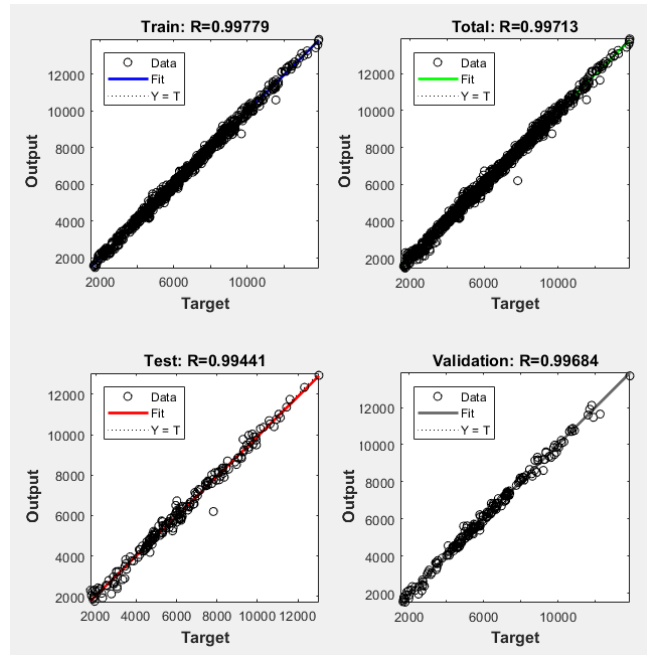 Train: R=0.99779
Data
Fit
Y = T
12000
10000
8000
6000
4000
2000
Output
2000 6000 10000
Target
Total: R=0.99713
Data
Fit
Y = T
12000
10000
8000
6000
4000
2000
Output
2000 6000 10000
Target
Test: R=0.99441
Data
Fit
Y = T
12000
10000
8000
6000
4000
2000
Output
2000 4000 6000 8000 10000 12000
Target
Validation: R=0.99684
Data
Fit
Y = T
12000
10000
8000
6000
4000
2000
Output
2000 6000 10000
Target